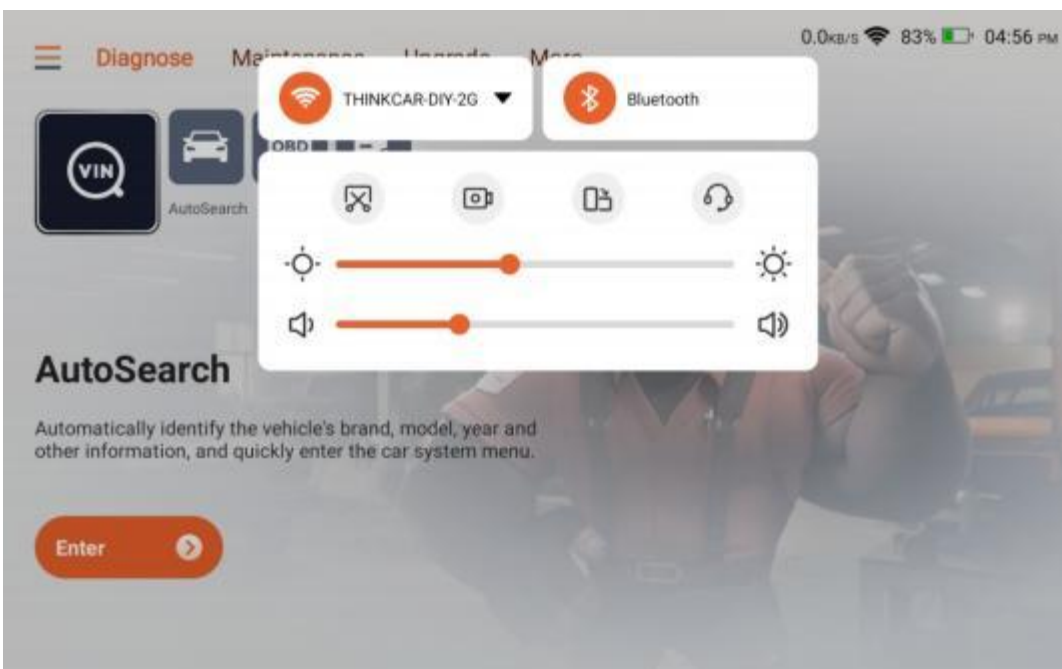 0.0KB/s 83% 04:56 PM
Diagnose
THINKCAR-DIY-2G
Bluetooth
VIN
OBD
AutoSearch
AutoSearch
Automatically identify the vehicle's brand, model, year and
other information, and quickly enter the car system menu.
Enter